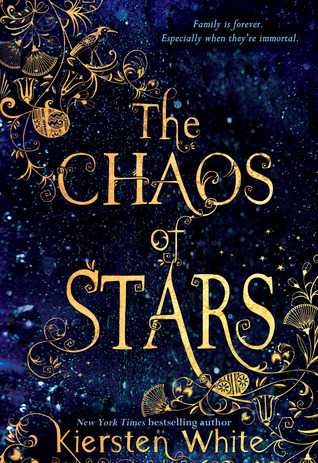 Family is forever.
Especially when they're immortal.
The
CHAOS
of
STARS
New York Times bestselling author
Kiersten White